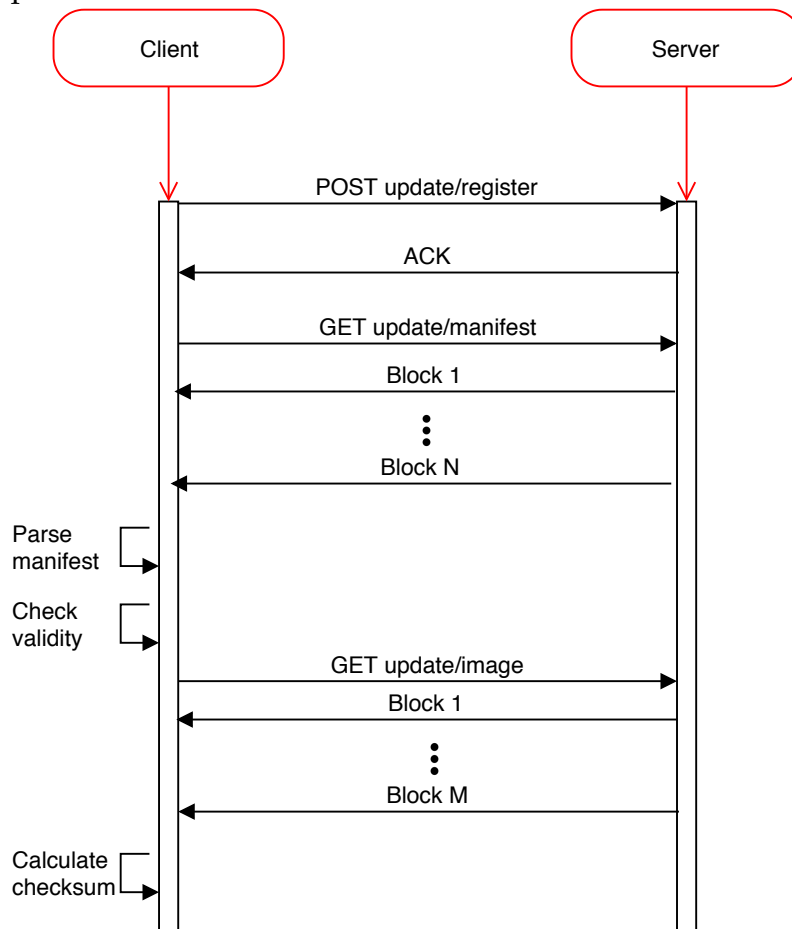 Client
Server
POST update/register
ACK
GET update/manifest
Block 1
Block N
Parse
manifest
Check
validity
GET update/image
Block 1
Block M
Calculate
checksum